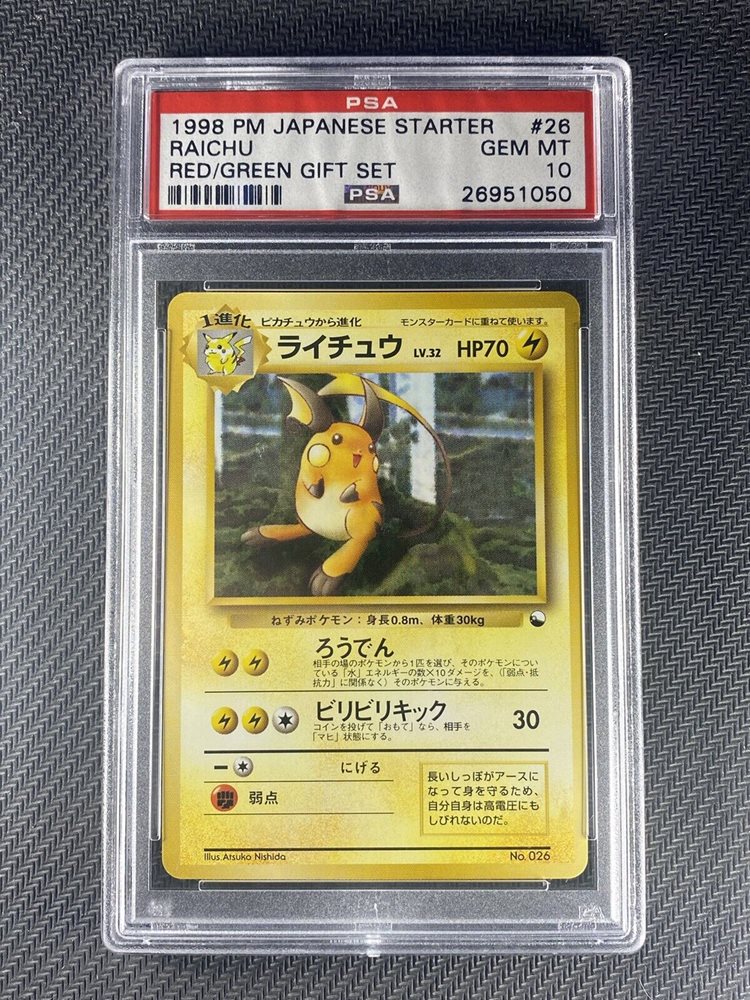 PSA
1998 PM JAPANESE STARTER #26
RAICHU GEM MT
RED/GREEN GIFT SET 10
PSA 26951050
1進化 ピカチュウから進化 モンスターカードに重ねて使います。
ライチュウ LV.32 HP70
ねずみポケモン：身長0.8m、体重30kg
ろうでん
相手の場のポケモンから1匹を選び、そのポケモンについ
ている「水」エネルギーの数×10ダメージを、（「弱点・抵
抗力」に関係なく）そのポケモンに与える。
ビリビリキック 30
コインを投げて「おもて」なら、相手を
「マヒ」状態にする。
にげる
弱点
長いしっぽがアースに
なって身を守るため、
自分自身は高電圧にも
しびれないのだ。
Illus. Atsuko Nishida No. 026